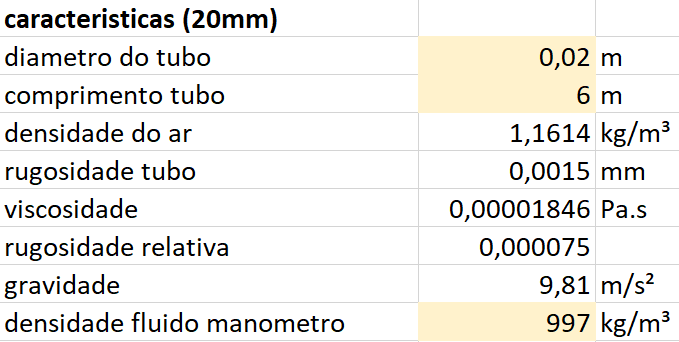 caracteristicas (20mm)
diametro do tubo 0,02 m
comprimento tubo 6 m
densidade do ar 1,1614 kg/m³
rugosidade tubo 0,0015 mm
viscosidade 0,00001846 Pa.s
rugosidade relativa 0,000075
gravidade 9,81 m/s²
densidade fluido manometro 997 kg/m³